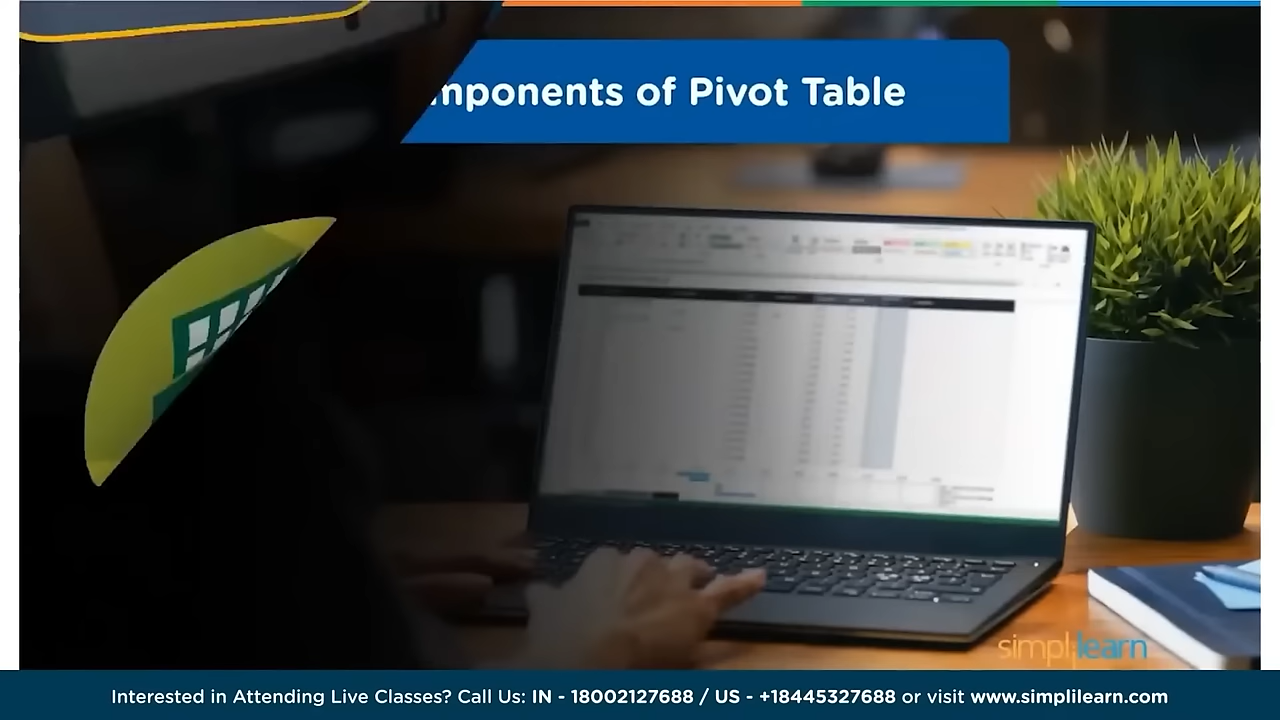 mponents of Pivot Table
simplilearn
Interested in Attending Live Classes? Call Us: IN - 18002127688 / US - +18445327688 or visit www.simplilearn.com